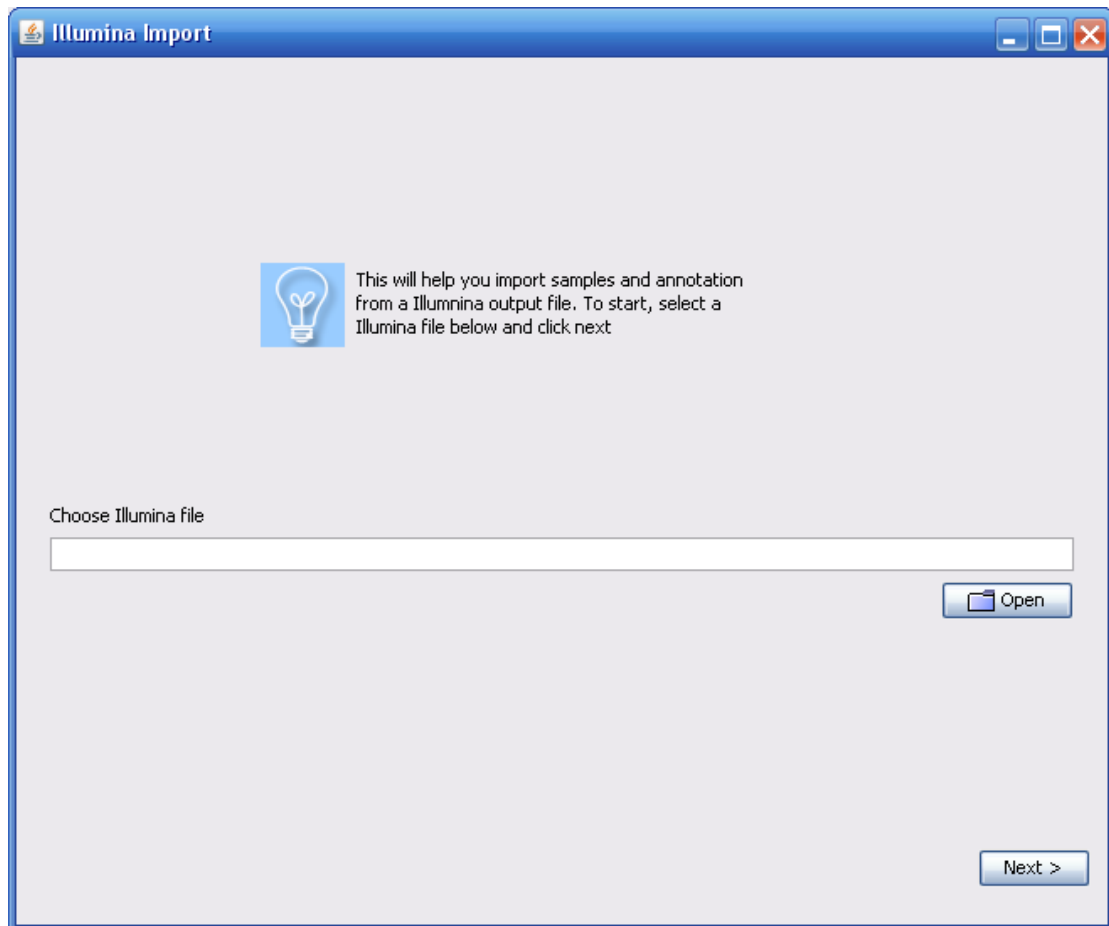 Illumina Import
This will help you import samples and annotation
from a Illumnina output file. To start, select a
Illumina file below and click next
Choose Illumina file
Open
Next >